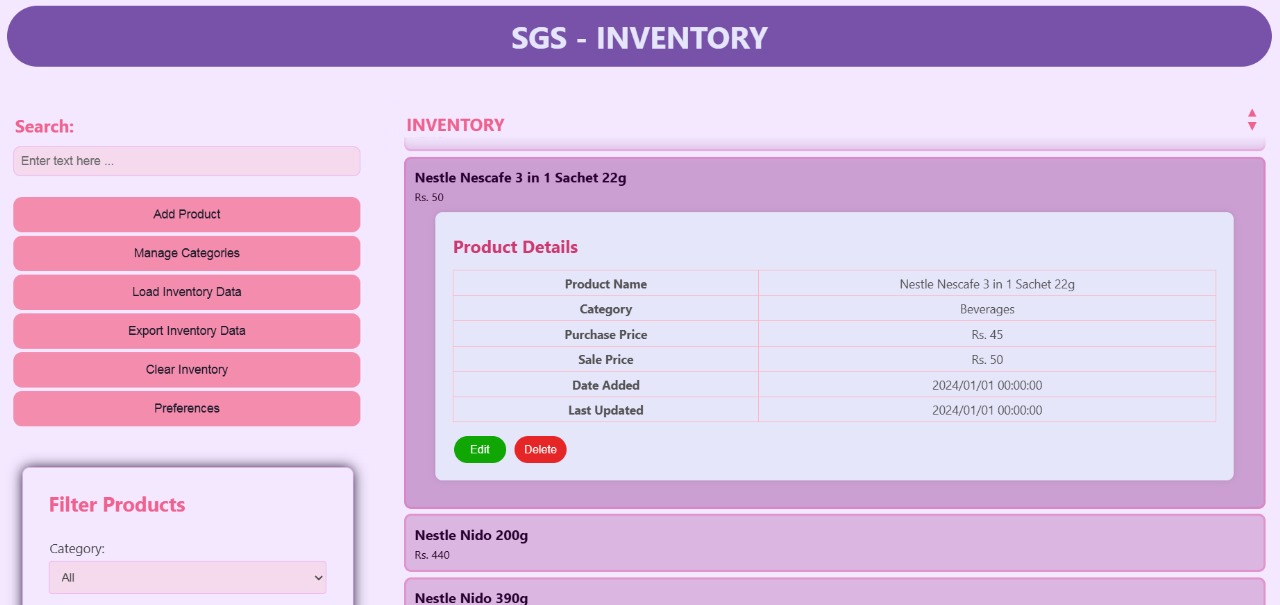 SGS - INVENTORY
Search:
Enter text here ...
Add Product
Manage Categories
Load Inventory Data
Export Inventory Data
Clear Inventory
Preferences
Filter Products
Category:
All
INVENTORY
Nestle Nescafe 3 in 1 Sachet 22g
Rs. 50
Product Details
Product Name Nestle Nescafe 3 in 1 Sachet 22g
Category Beverages
Purchase Price Rs. 45
Sale Price Rs. 50
Date Added 2024/01/01 00:00:00
Last Updated 2024/01/01 00:00:00
Edit Delete
Nestle Nido 200g
Rs. 440
Nestle Nido 390g